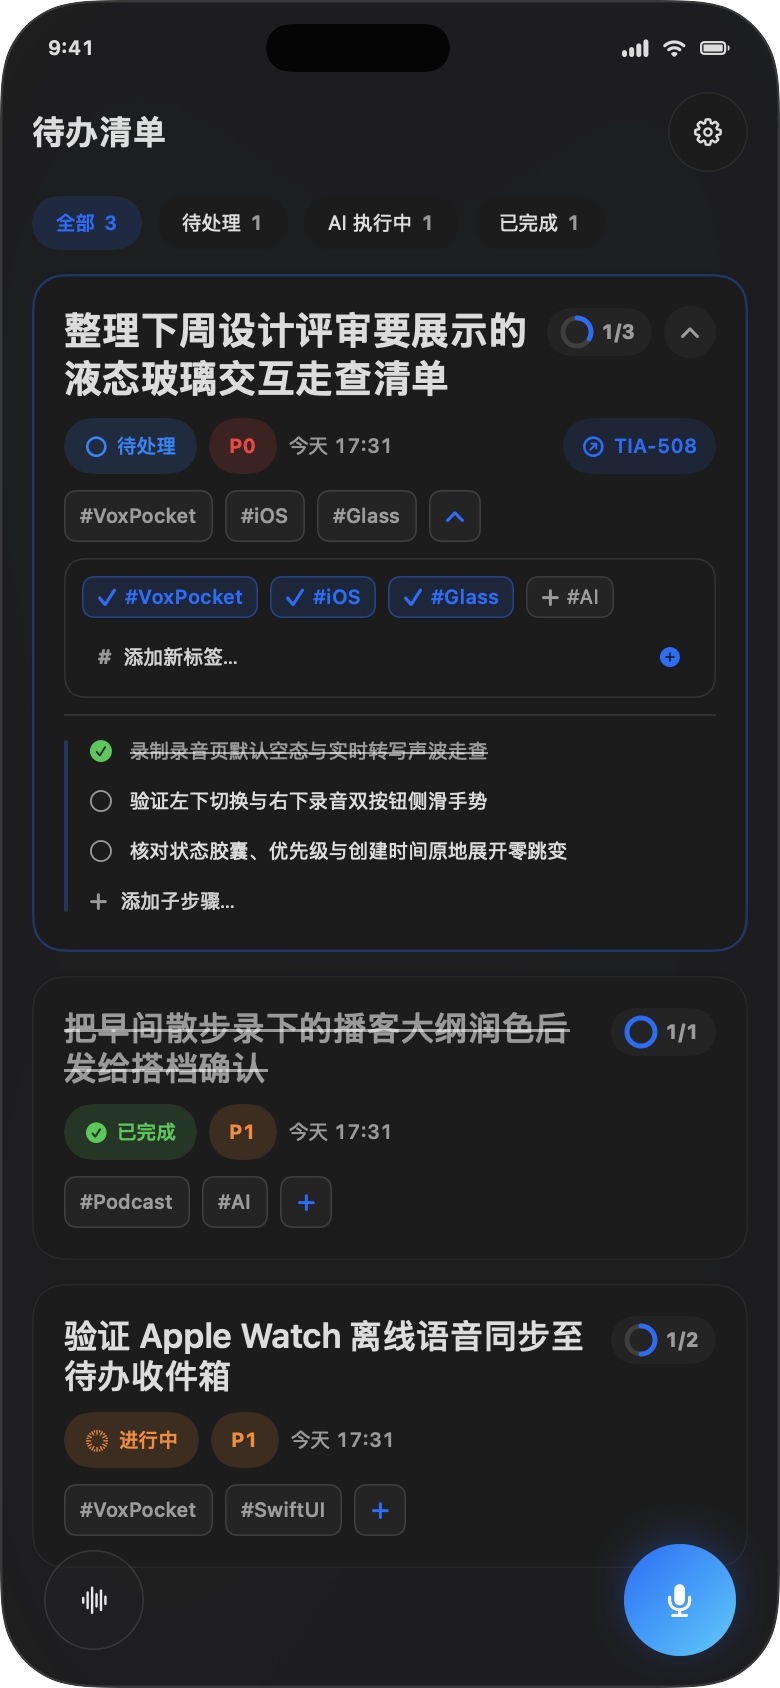 9:41
待办清单
全部 3 待处理 1 AI 执行中 1 已完成 1
整理下周设计评审要展示的
液态玻璃交互走查清单
1/3
待处理 P0 今天 17:31 TIA-508
#VoxPocket #iOS #Glass
#VoxPocket #iOS #Glass #AI
# 添加新标签...
录制录音页默认空态与实时转写声波走查
验证左下切换与右下录音双按钮侧滑手势
核对状态胶囊、优先级与创建时间原地展开零跳变
添加子步骤...
把早间散步录下的播客大纲润色后
发给搭档确认
1/1
已完成 P1 今天 17:31
#Podcast #AI
验证 Apple Watch 离线语音同步至
待办收件箱
1/2
进行中 P1 今天 17:31
#VoxPocket #SwiftUI